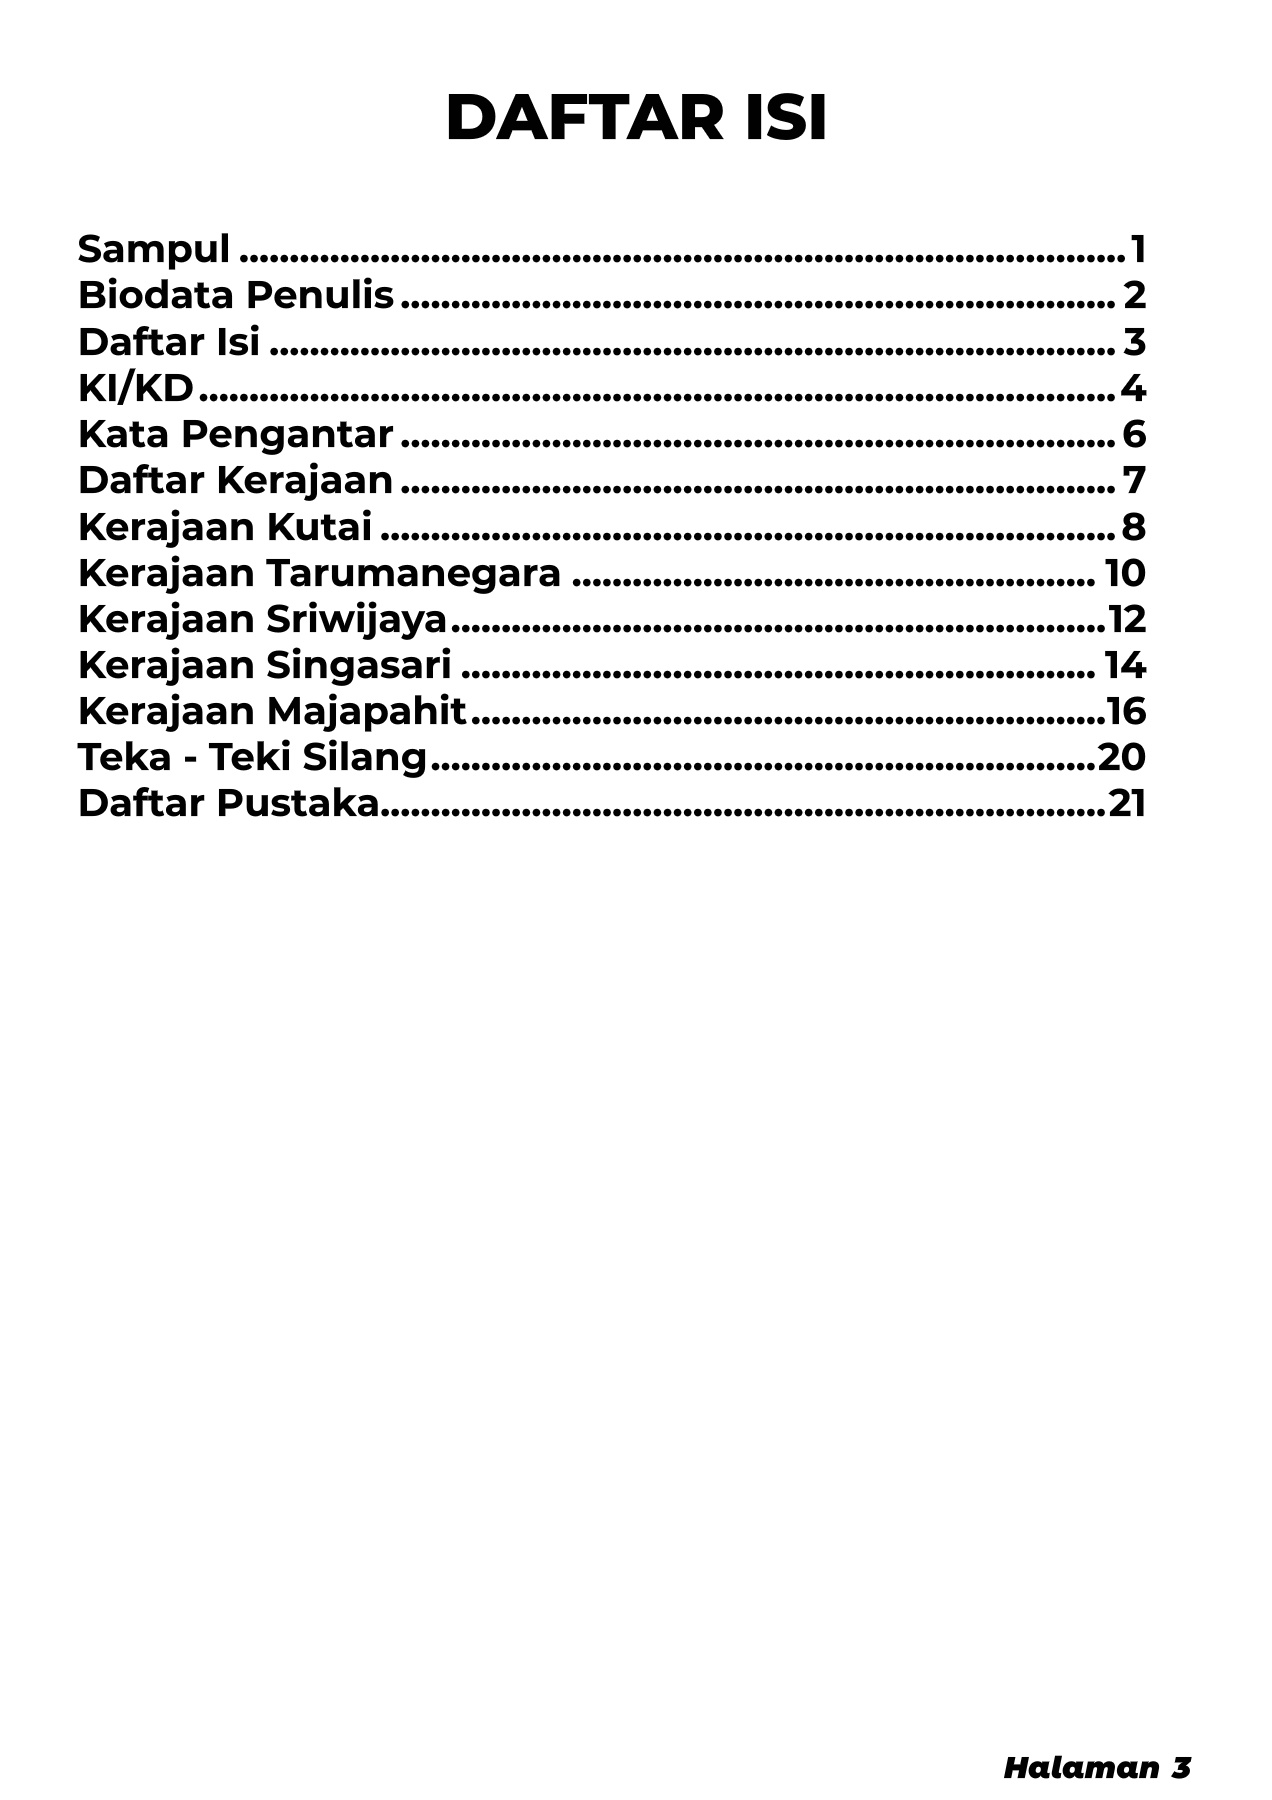 DAFTAR ISI
Sampul ........................................................................................ 1
Biodata Penulis ....................................................................... 2
Daftar Isi .................................................................................... 3
KI/KD ........................................................................................... 4
Kata Pengantar ....................................................................... 6
Daftar Kerajaan ....................................................................... 7
Kerajaan Kutai ......................................................................... 8
Kerajaan Tarumanegara .................................................... 10
Kerajaan Sriwijaya.................................................................12
Kerajaan Singasari ............................................................... 14
Kerajaan Majapahit...............................................................16
Teka - Teki Silang..................................................................20
Daftar Pustaka........................................................................21
Halaman 3